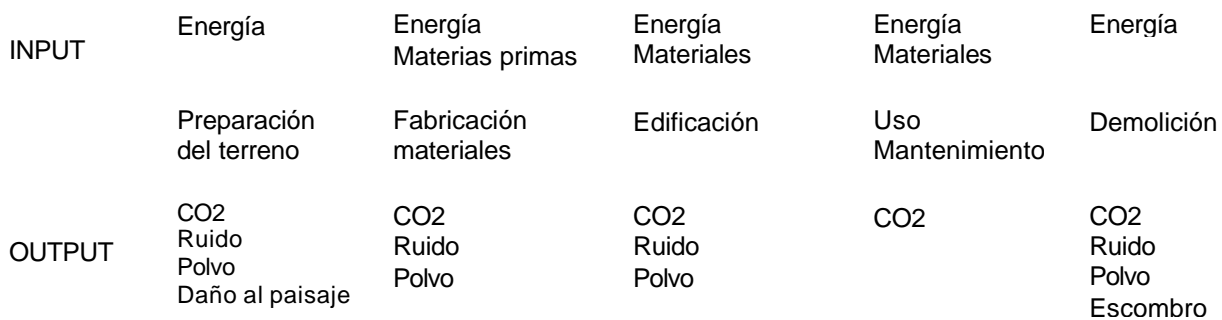 INPUT
Energía
Energía
Materias primas
Energía
Materiales
Energía
Materiales
Energía
Preparación
del terreno
Fabricación
materiales
Edificación
Uso
Mantenimiento
Demolición
OUTPUT
CO2
Ruido
Polvo
Daño al paisaje
CO2
Ruido
Polvo
CO2
Ruido
Polvo
CO2
CO2
Ruido
Polvo
Escombro